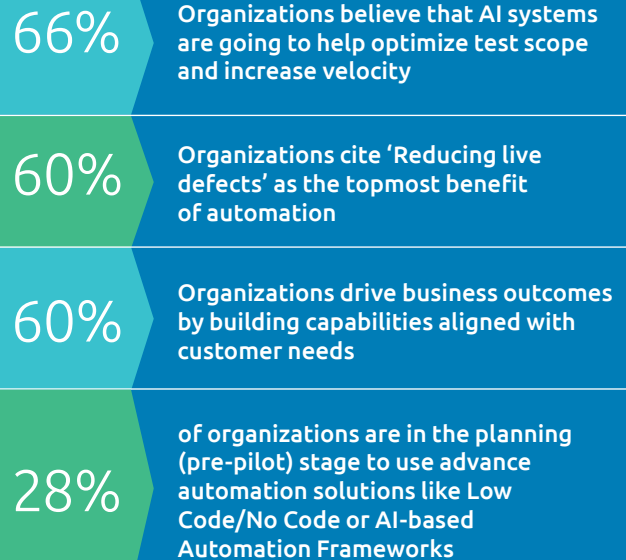 66%
Organizations believe that AI systems
are going to help optimize test scope
and increase velocity
60%
Organizations cite ‘Reducing live
defects’ as the topmost benefit
of automation
60%
Organizations drive business outcomes
by building capabilities aligned with
customer needs
28%
of organizations are in the planning
(pre-pilot) stage to use advance
automation solutions like Low
Code/No Code or AI-based
Automation Frameworks